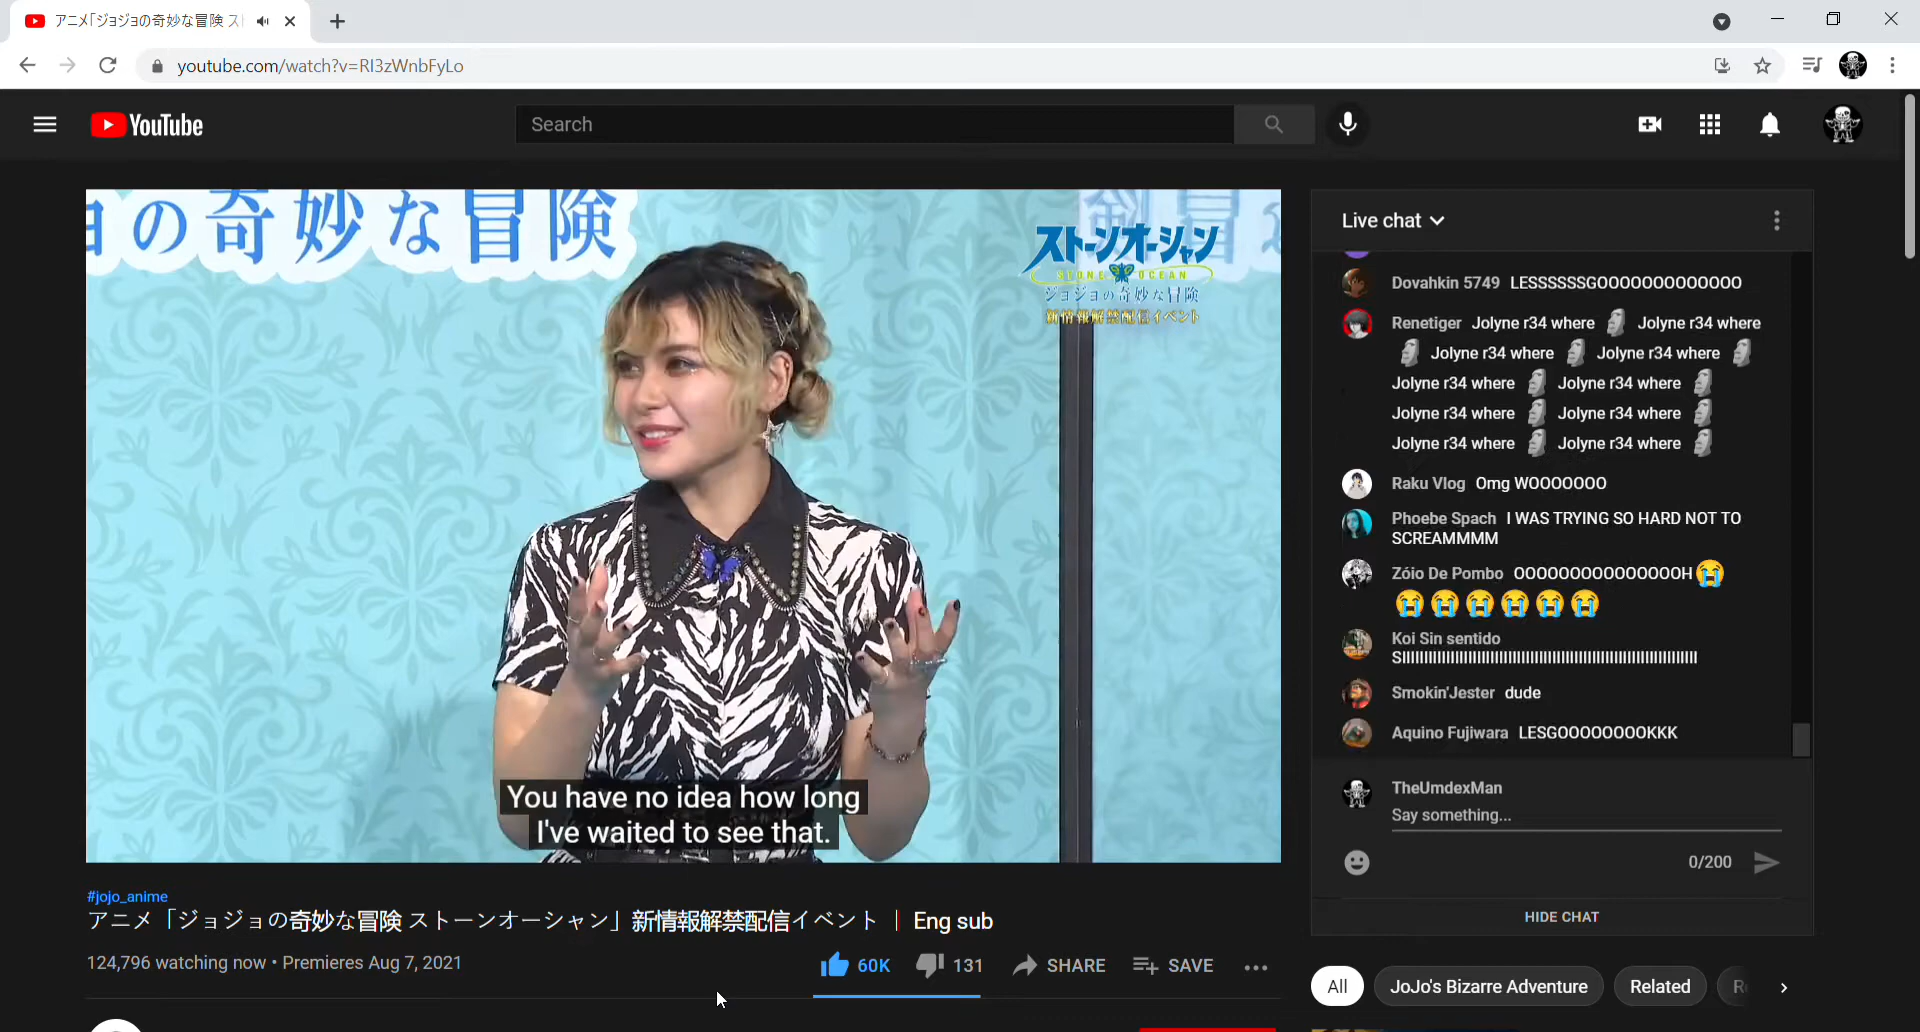 アニメ「ジョジョの奇妙な冒険 ス
youtube.com/watch?v=RI3zWnbFyLo
YouTube
Search
ジョの奇妙な冒険
ストーンオーシャン
STONE OCEAN
ジョジョの奇妙な冒険
新情報解禁配信イベント
You have no idea how long
I've waited to see that.
#jojo_anime
アニメ「ジョジョの奇妙な冒険 ストーンオーシャン」新情報解禁配信イベント ｜ Eng sub
124,796 watching now • Premieres Aug 7, 2021
60K 131 SHARE SAVE
Live chat
Dovahkin 5749 LESSSSSSGOOOOOOOOOOOOO
Renetiger Jolyne r34 where 🗿 Jolyne r34 where
🗿 Jolyne r34 where 🗿 Jolyne r34 where 🗿
Jolyne r34 where 🗿 Jolyne r34 where 🗿
Jolyne r34 where 🗿 Jolyne r34 where 🗿
Jolyne r34 where 🗿 Jolyne r34 where 🗿
Raku Vlog Omg WOOOOOOO
Phoebe Spach I WAS TRYING SO HARD NOT TO
SCREAMMMM
Zóio De Pombo OOOOOOOOOOOOOOOH😭
😭😭😭😭😭😭
Koi Sin sentido
Smokin'Jester dude
Aquino Fujiwara LESGOOOOOOOOKKK
TheUmdexMan
Say something...
0/200
HIDE CHAT
All JoJo's Bizarre Adventure Related